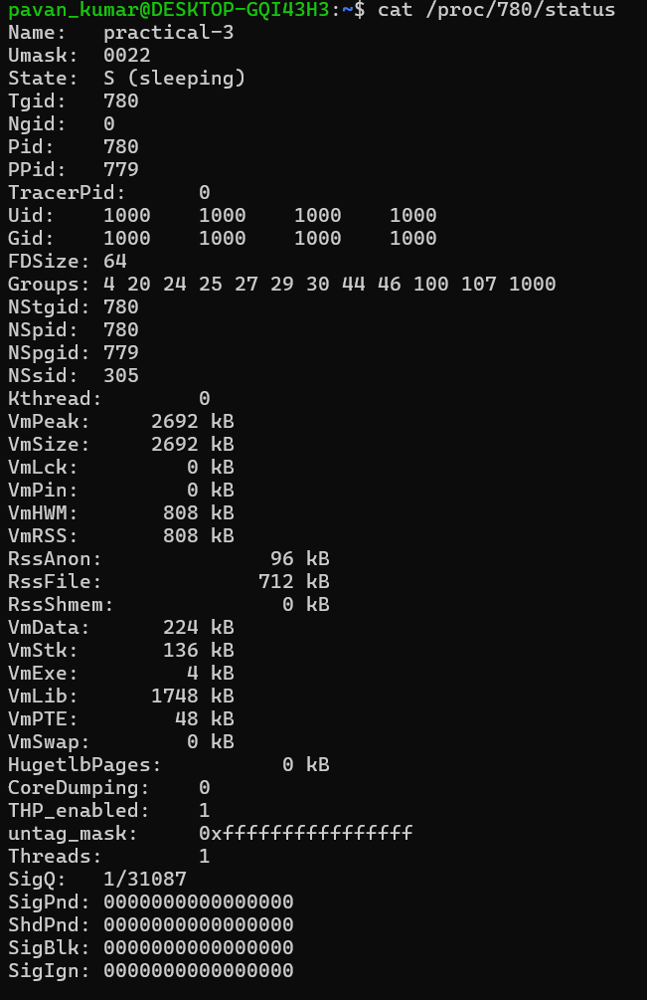 pavan_kumar@DESKTOP-GQI43H3:~$ cat /proc/780/status
Name:   practical-3
Umask:  0022
State:  S (sleeping)
Tgid:   780
Ngid:   0
Pid:    780
PPid:   779
TracerPid:      0
Uid:    1000    1000    1000    1000
Gid:    1000    1000    1000    1000
FDSize: 64
Groups: 4 20 24 25 27 29 30 44 46 100 107 1000
NStgid: 780
NSpid:  780
NSpgid: 779
NSsid:  305
Kthread:        0
VmPeak:     2692 kB
VmSize:     2692 kB
VmLck:         0 kB
VmPin:         0 kB
VmHWM:       808 kB
VmRSS:       808 kB
RssAnon:              96 kB
RssFile:             712 kB
RssShmem:              0 kB
VmData:      224 kB
VmStk:       136 kB
VmExe:         4 kB
VmLib:      1748 kB
VmPTE:        48 kB
VmSwap:        0 kB
HugetlbPages:          0 kB
CoreDumping:    0
THP_enabled:    1
untag_mask:     0xffffffffffffffff
Threads:        1
SigQ:   1/31087
SigPnd: 0000000000000000
ShdPnd: 0000000000000000
SigBlk: 0000000000000000
SigIgn: 0000000000000000